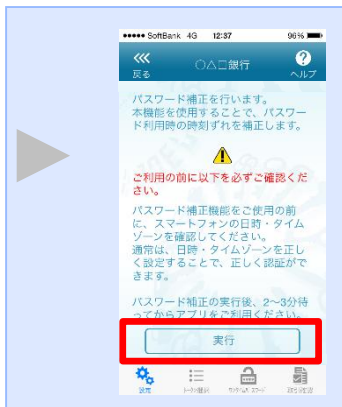 SoftBank 4G 12:37 96%
戻る
○△□銀行
?
ヘルプ
パスワード補正を行います。
本機能を使用することで、パスワー
ド利用時の時刻ずれを補正します。
ご利用の前に以下を必ずご確認くだ
さい。
パスワード補正機能をご使用の前
に、スマートフォンの日時・タイム
ゾーンを確認してください。
通常は、日時・タイムゾーンを正し
く設定することで、正しく認証がで
きます。
パスワード補正の実行後、2~3分待
ってからアプリをご利用ください。
実行
設定